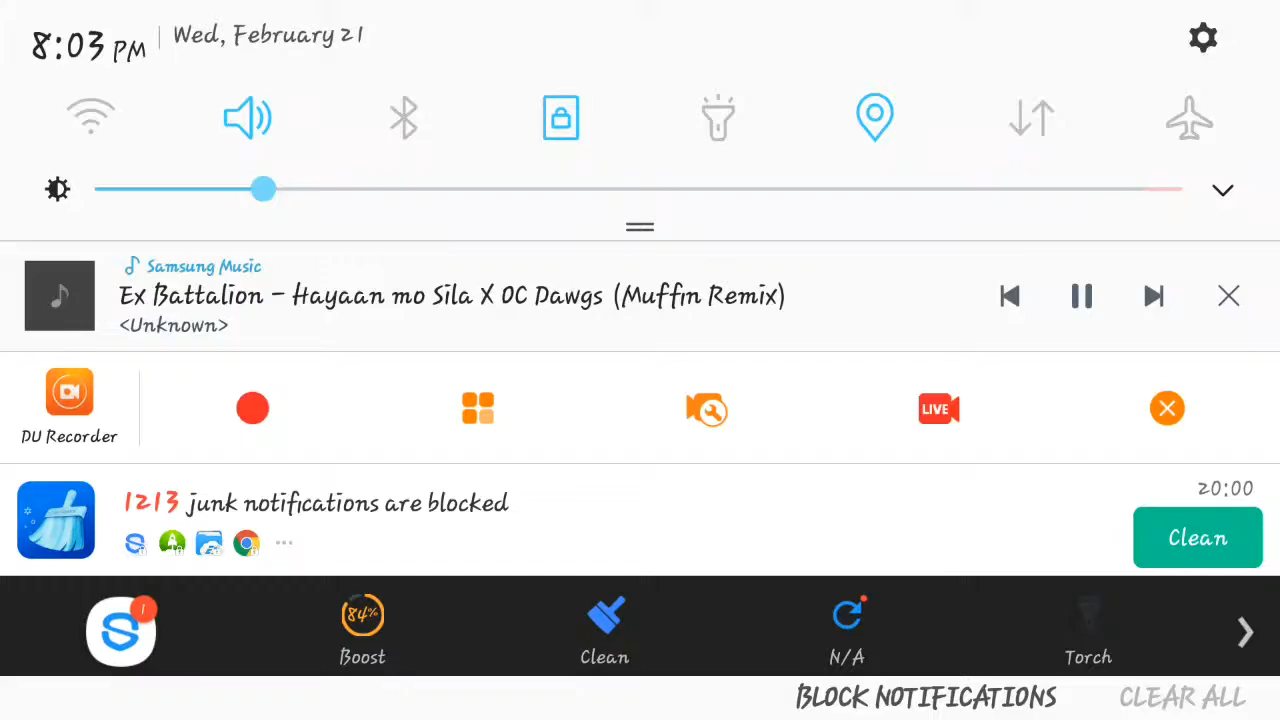 8:03 PM
Wed, February 21
Samsung Music
Ex Battalion - Hayaan mo Sila X OC Dawgs (Muffin Remix)
<Unknown>
DU Recorder
LIVE
1213 junk notifications are blocked
20:00
Clean
1
84%
Boost
Clean
N/A
Torch
BLOCK NOTIFICATIONS
CLEAR ALL